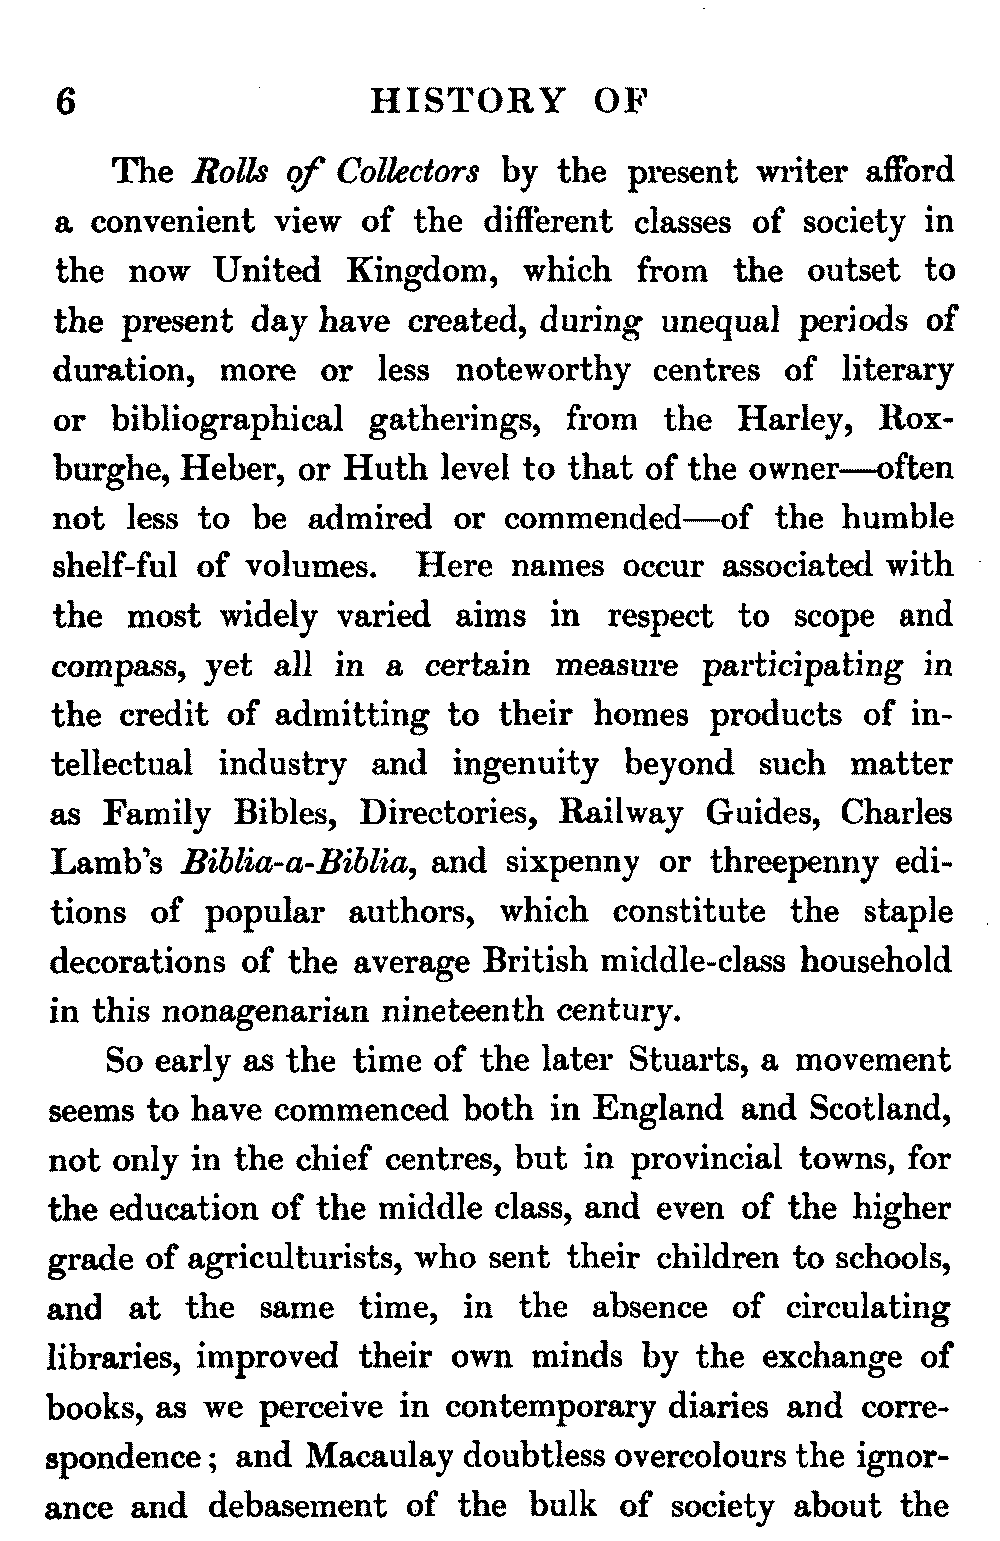 6 HISTORY OF
The Rolls of Collectors by the present writer afford
a convenient view of the different classes of society in
the now United Kingdom, which from the outset to
the present day have created, during unequal periods of
duration, more or less noteworthy centres of literary
or bibliographical gatherings, from the Harley, Rox-
burghe, Heber, or Huth level to that of the owner—often
not less to be admired or commended—of the humble
shelf-ful of volumes. Here names occur associated with
the most widely varied aims in respect to scope and
compass, yet all in a certain measure participating in
the credit of admitting to their homes products of in-
tellectual industry and ingenuity beyond such matter
as Family Bibles, Directories, Railway Guides, Charles
Lamb's Biblia-a-Biblia, and sixpenny or threepenny edi-
tions of popular authors, which constitute the staple
decorations of the average British middle-class household
in this nonagenarian nineteenth century.
So early as the time of the later Stuarts, a movement
seems to have commenced both in England and Scotland,
not only in the chief centres, but in provincial towns, for
the education of the middle class, and even of the higher
grade of agriculturists, who sent their children to schools,
and at the same time, in the absence of circulating
libraries, improved their own minds by the exchange of
books, as we perceive in contemporary diaries and corre-
spondence; and Macaulay doubtless overcolours the ignor-
ance and debasement of the bulk of society about the